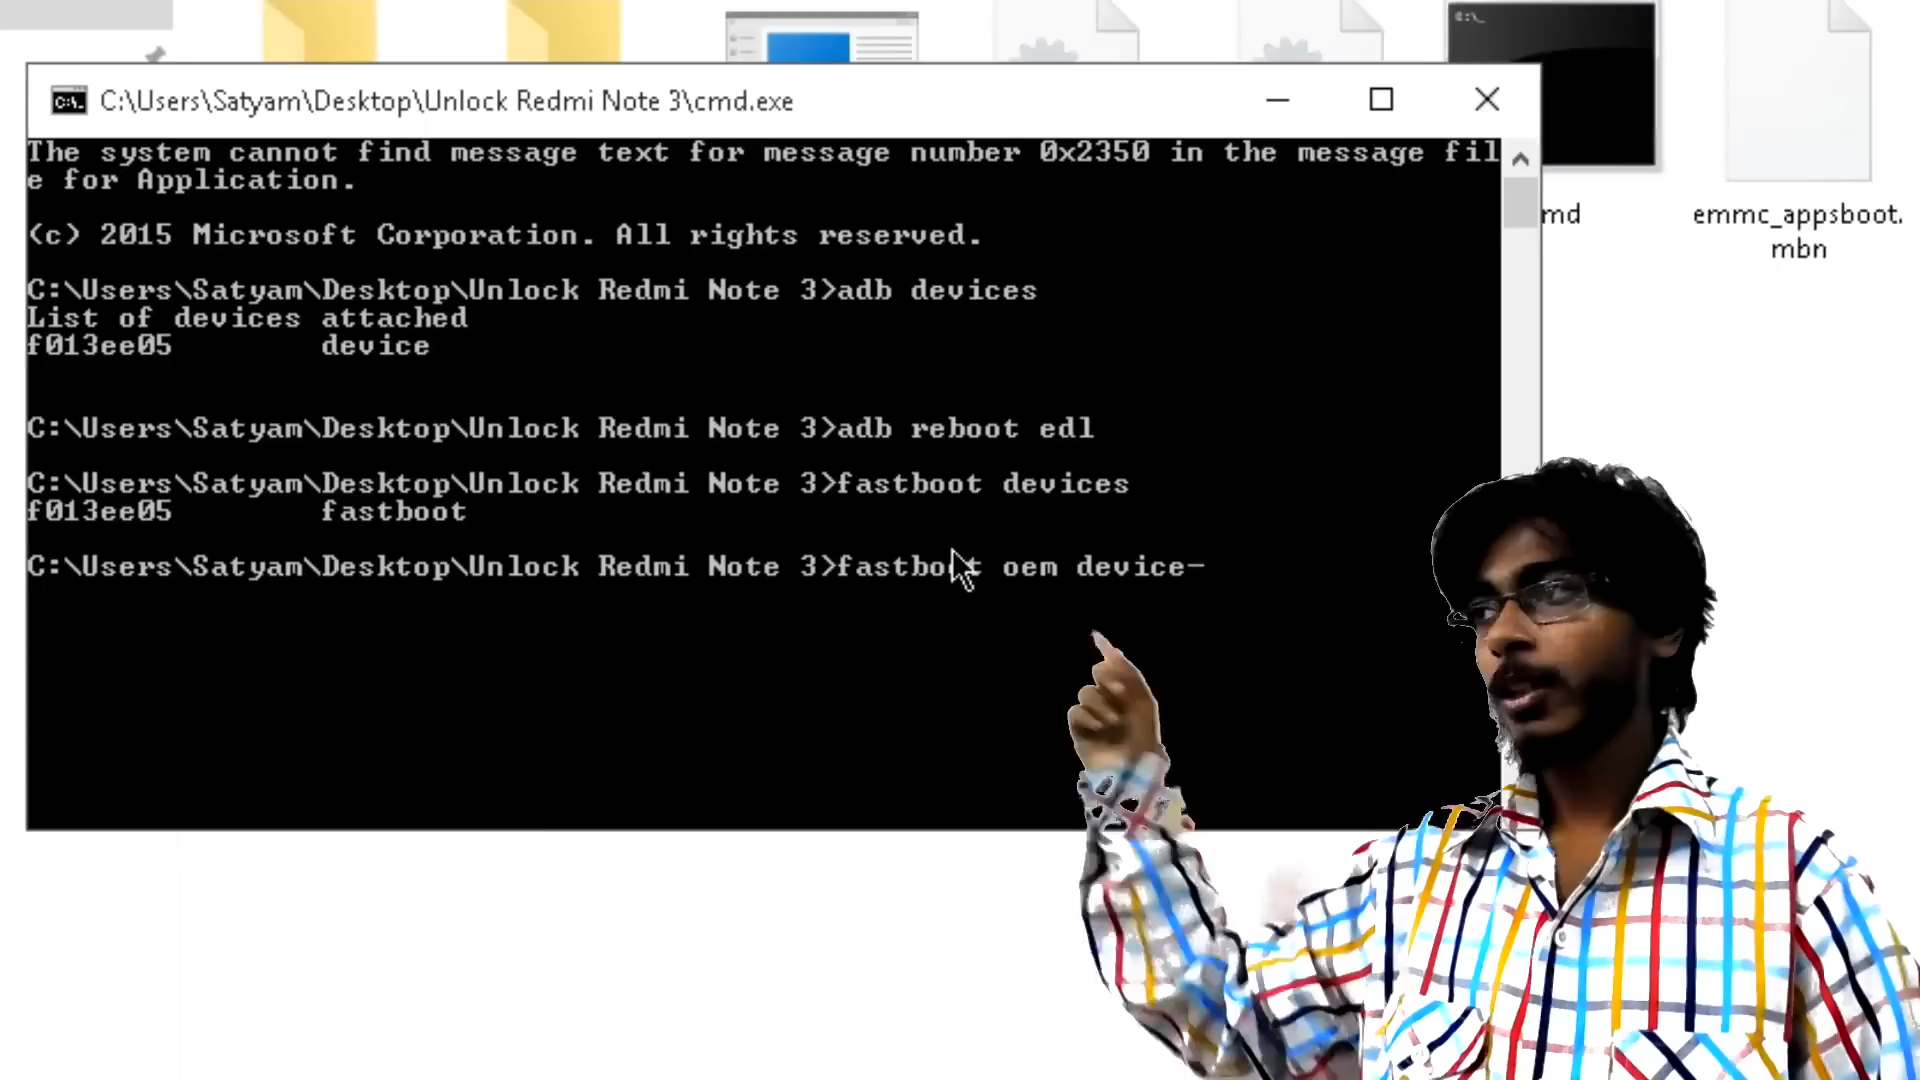 C:\Users\Satyam\Desktop\Unlock Redmi Note 3\cmd.exe
The system cannot find message text for message number 0x2350 in the message fil
e for Application.
(c) 2015 Microsoft Corporation. All rights reserved.
C:\Users\Satyam\Desktop\Unlock Redmi Note 3>adb devices
List of devices attached
f013ee05 device
C:\Users\Satyam\Desktop\Unlock Redmi Note 3>adb reboot edl
C:\Users\Satyam\Desktop\Unlock Redmi Note 3>fastboot devices
f013ee05 fastboot
C:\Users\Satyam\Desktop\Unlock Redmi Note 3>fastboot oem device-
md
emmc_appsboot.
mbn